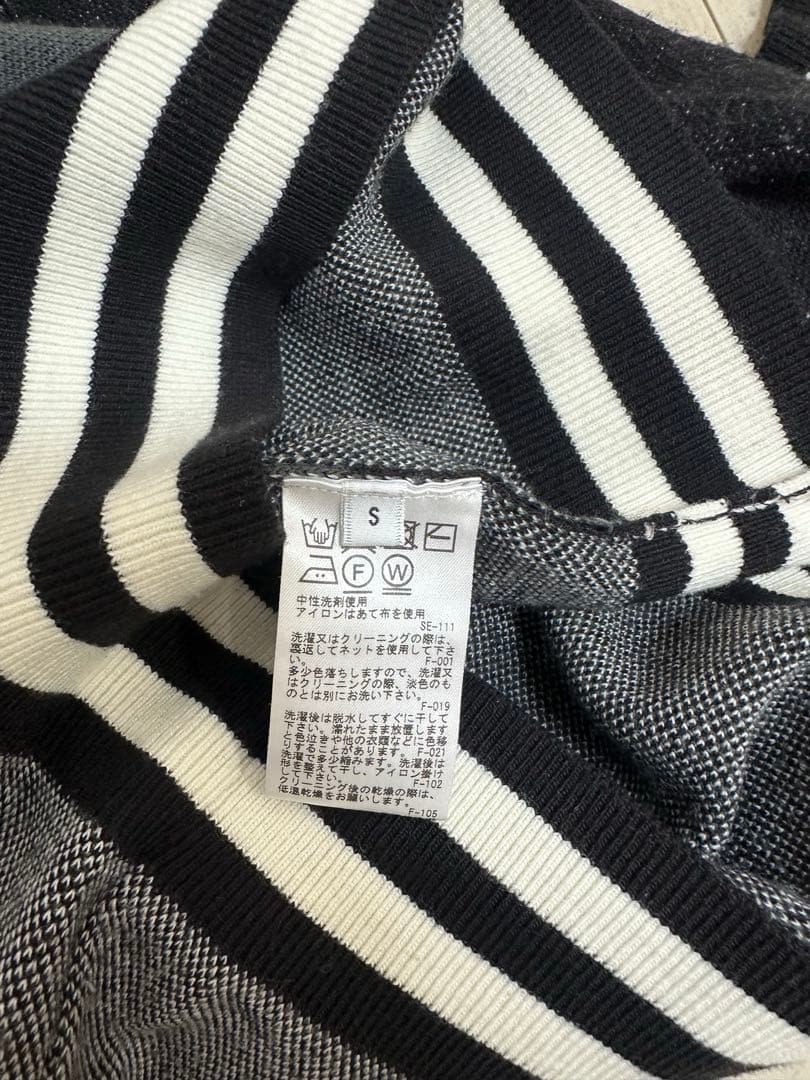 S
F W
中性洗剤使用
アイロンはあて布を使用
SE-111
洗濯又はクリーニングの際は、
裏返してネットを使用して下さ
い。 F-001
多少色落ちしますので、洗濯又
はクリーニングの際、淡色のも
のとは別にお洗い下さい。
F-019
洗濯後は脱水してすぐに干して
下さい。濡れたまま放置します
と色泣きや他の衣類などに色移
りすることがあります。 F-021
洗濯で多少縮みます。洗濯後は
形を整えて干し、アイロン掛け
して下さい。 F-102
クリーニング後の乾燥の際は、
低温乾燥をお願いします。
F-105